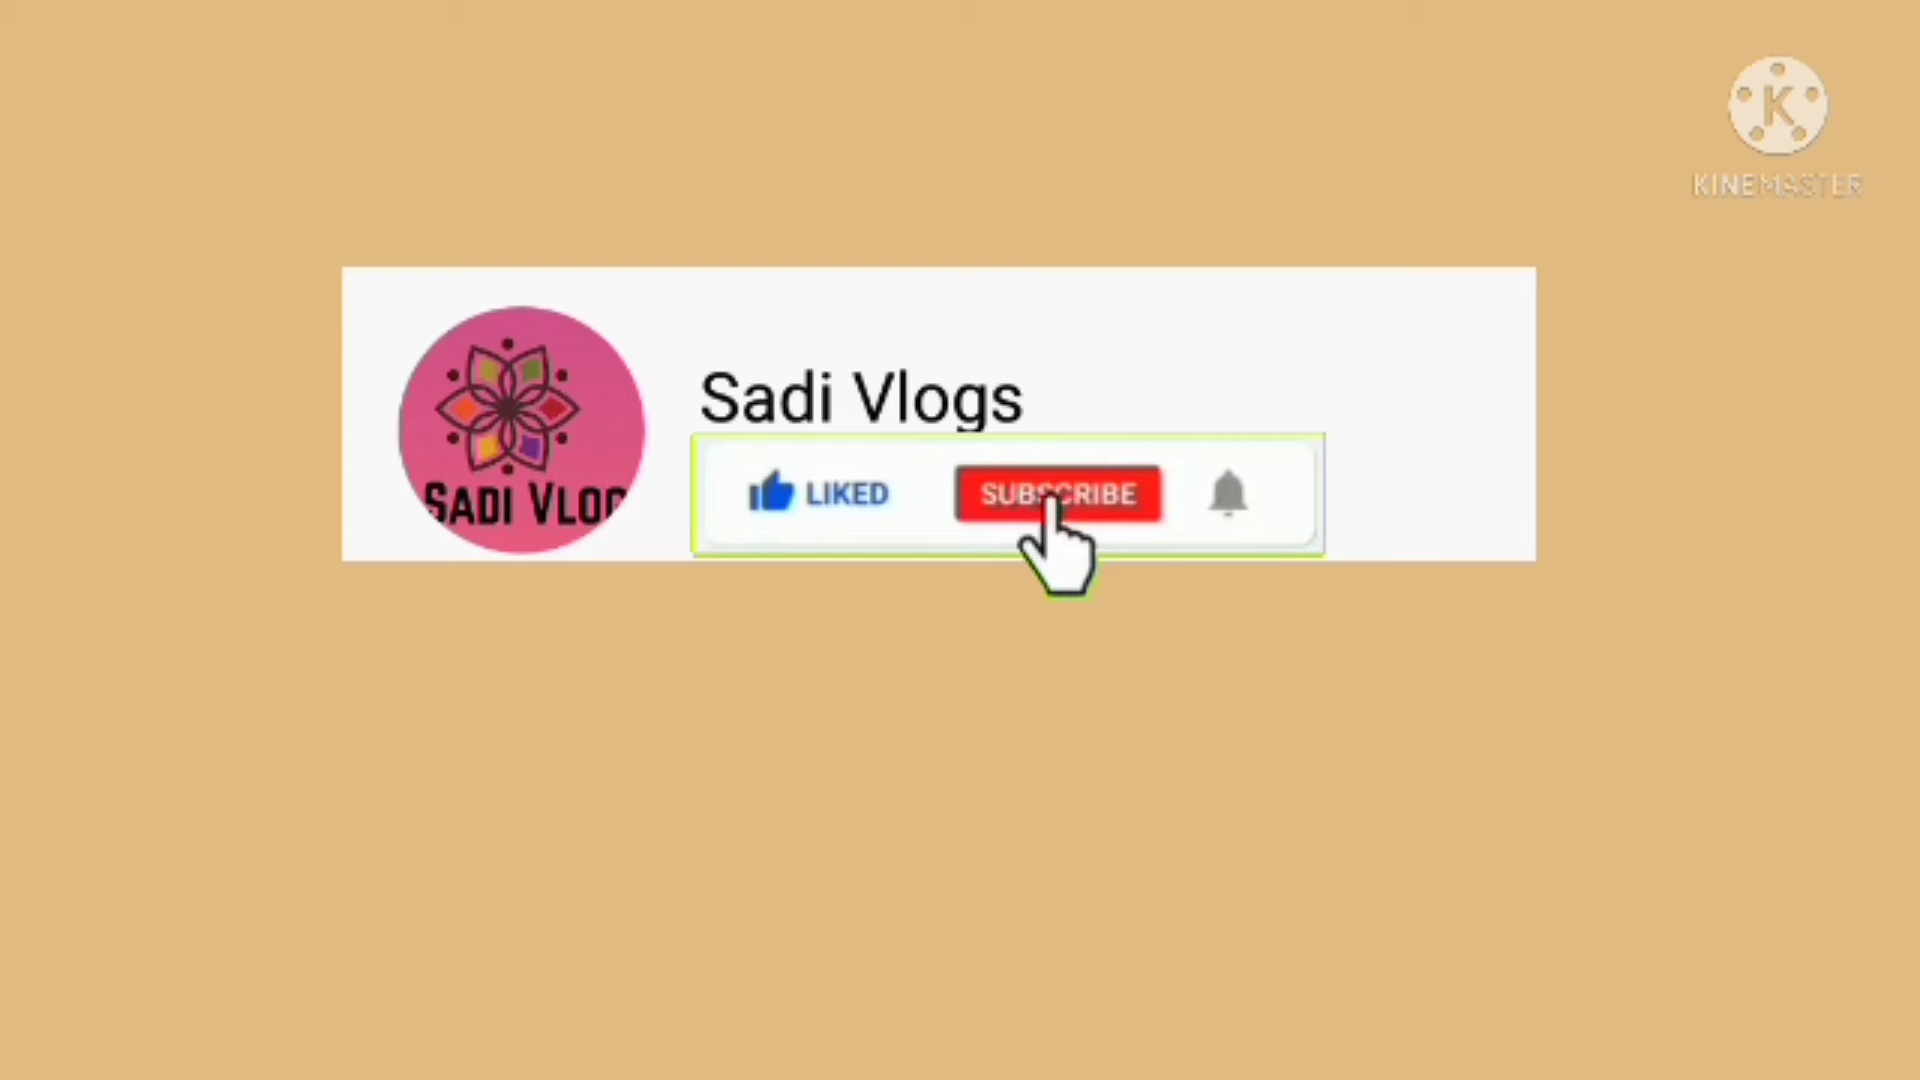 K
KINEMASTER
Sadi Vlogs
SADI VLOG
LIKED
SUBSCRIBE